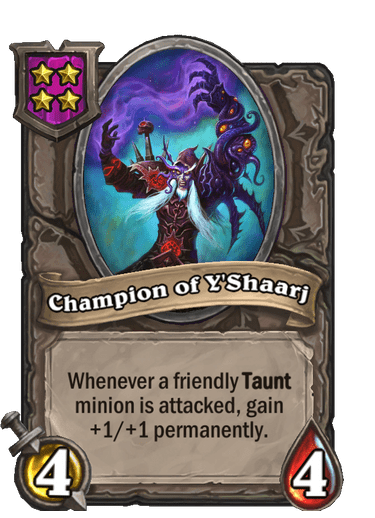 Champion of Y'Shaarj
Whenever a friendly Taunt
minion is attacked, gain
+1/+1 permanently.
4 4